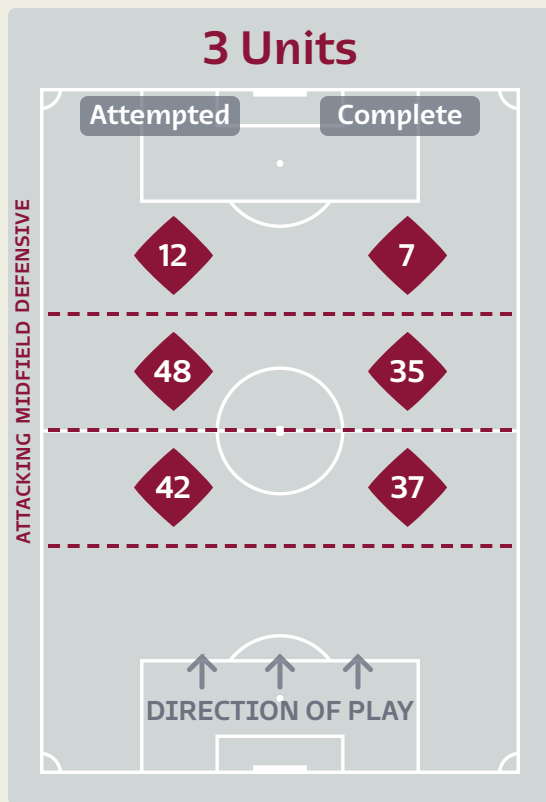 3 Units
Attempted Complete
12 7
48 35
42 37
ATTACKING MIDFIELD DEFENSIVE
DIRECTION OF PLAY